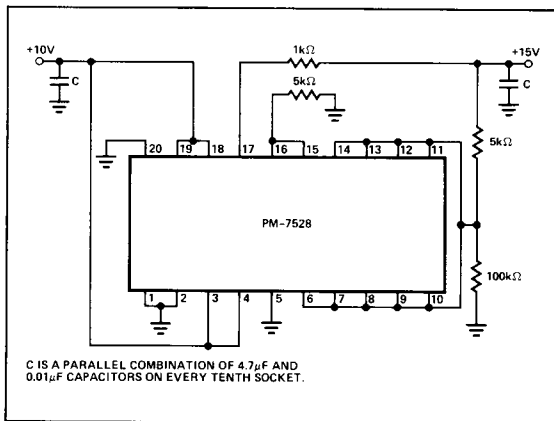 1kΩ
+10V
+15V
C
5kΩ
C
5kΩ
20 19 18 17 16 15 14 13 12 11
PM-7528
100kΩ
1 2 3 4 5 6 7 8 9 10
C IS A PARALLEL COMBINATION OF 4.7μF AND
0.01μF CAPACITORS ON EVERY TENTH SOCKET.